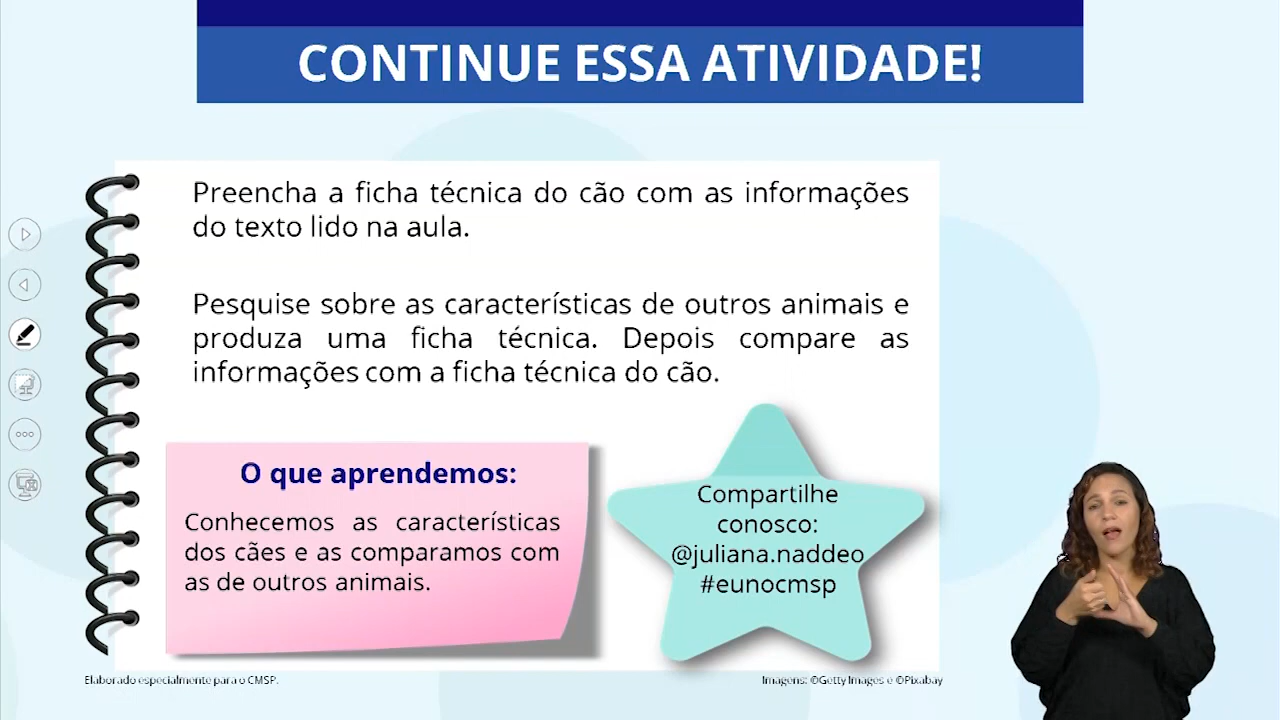 CONTINUE ESSA ATIVIDADE!
Preencha a ficha técnica do cão com as informações
do texto lido na aula.
Pesquise sobre as características de outros animais e
produza uma ficha técnica. Depois compare as
informações com a ficha técnica do cão.
O que aprendemos:
Conhecemos as características
dos cães e as comparamos com
as de outros animais.
Compartilhe
conosco:
@juliana.naddeo
#eunocmsp
Elaborado especialmente para o CMSP.
Imagens: ©Getty Images e ©Pixabay